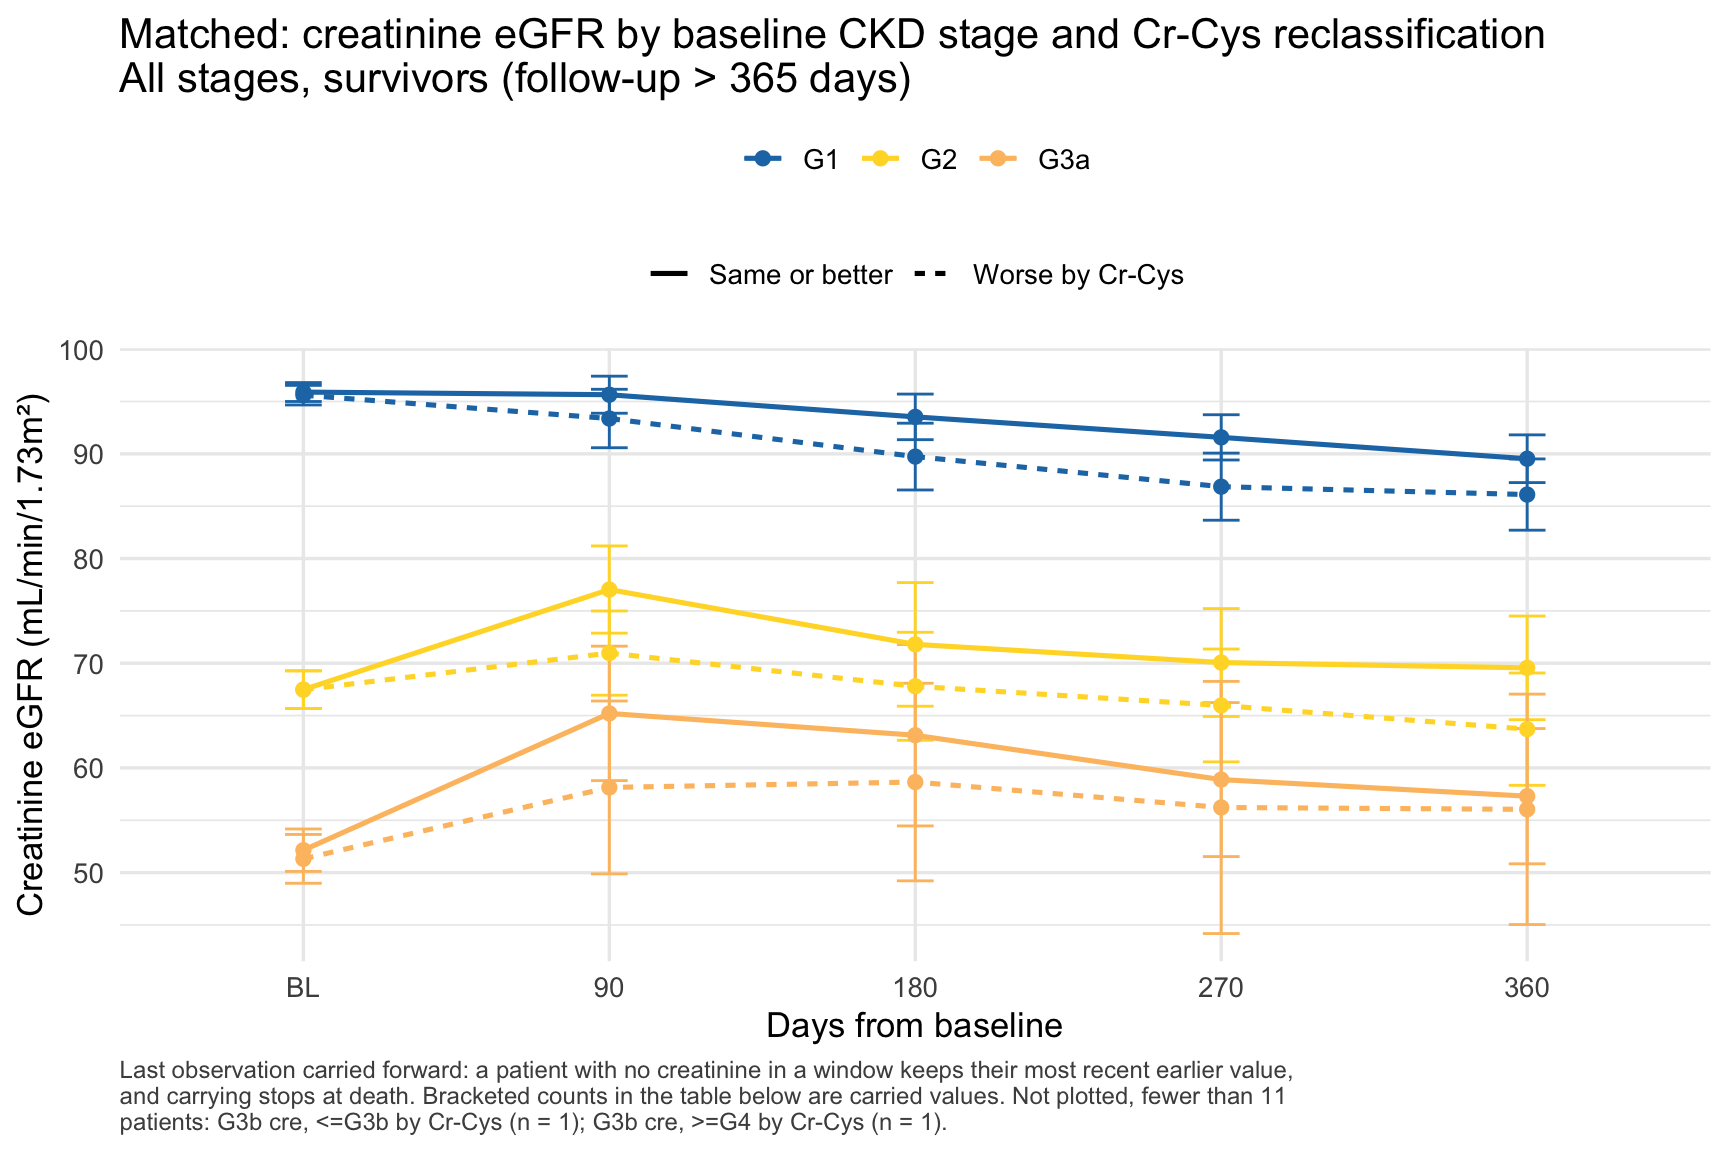 Matched: creatinine eGFR by baseline CKD stage and Cr-Cys reclassification
All stages, survivors (follow-up > 365 days)
G1 G2 G3a
Same or better Worse by Cr-Cys
Creatinine eGFR (mL/min/1.73m²)
100
90
80
70
60
50
BL 90 180 270 360
Days from baseline
Last observation carried forward: a patient with no creatinine in a window keeps their most recent earlier value,
and carrying stops at death. Bracketed counts in the table below are carried values. Not plotted, fewer than 11
patients: G3b cre, <=G3b by Cr-Cys (n = 1); G3b cre, >=G4 by Cr-Cys (n = 1).